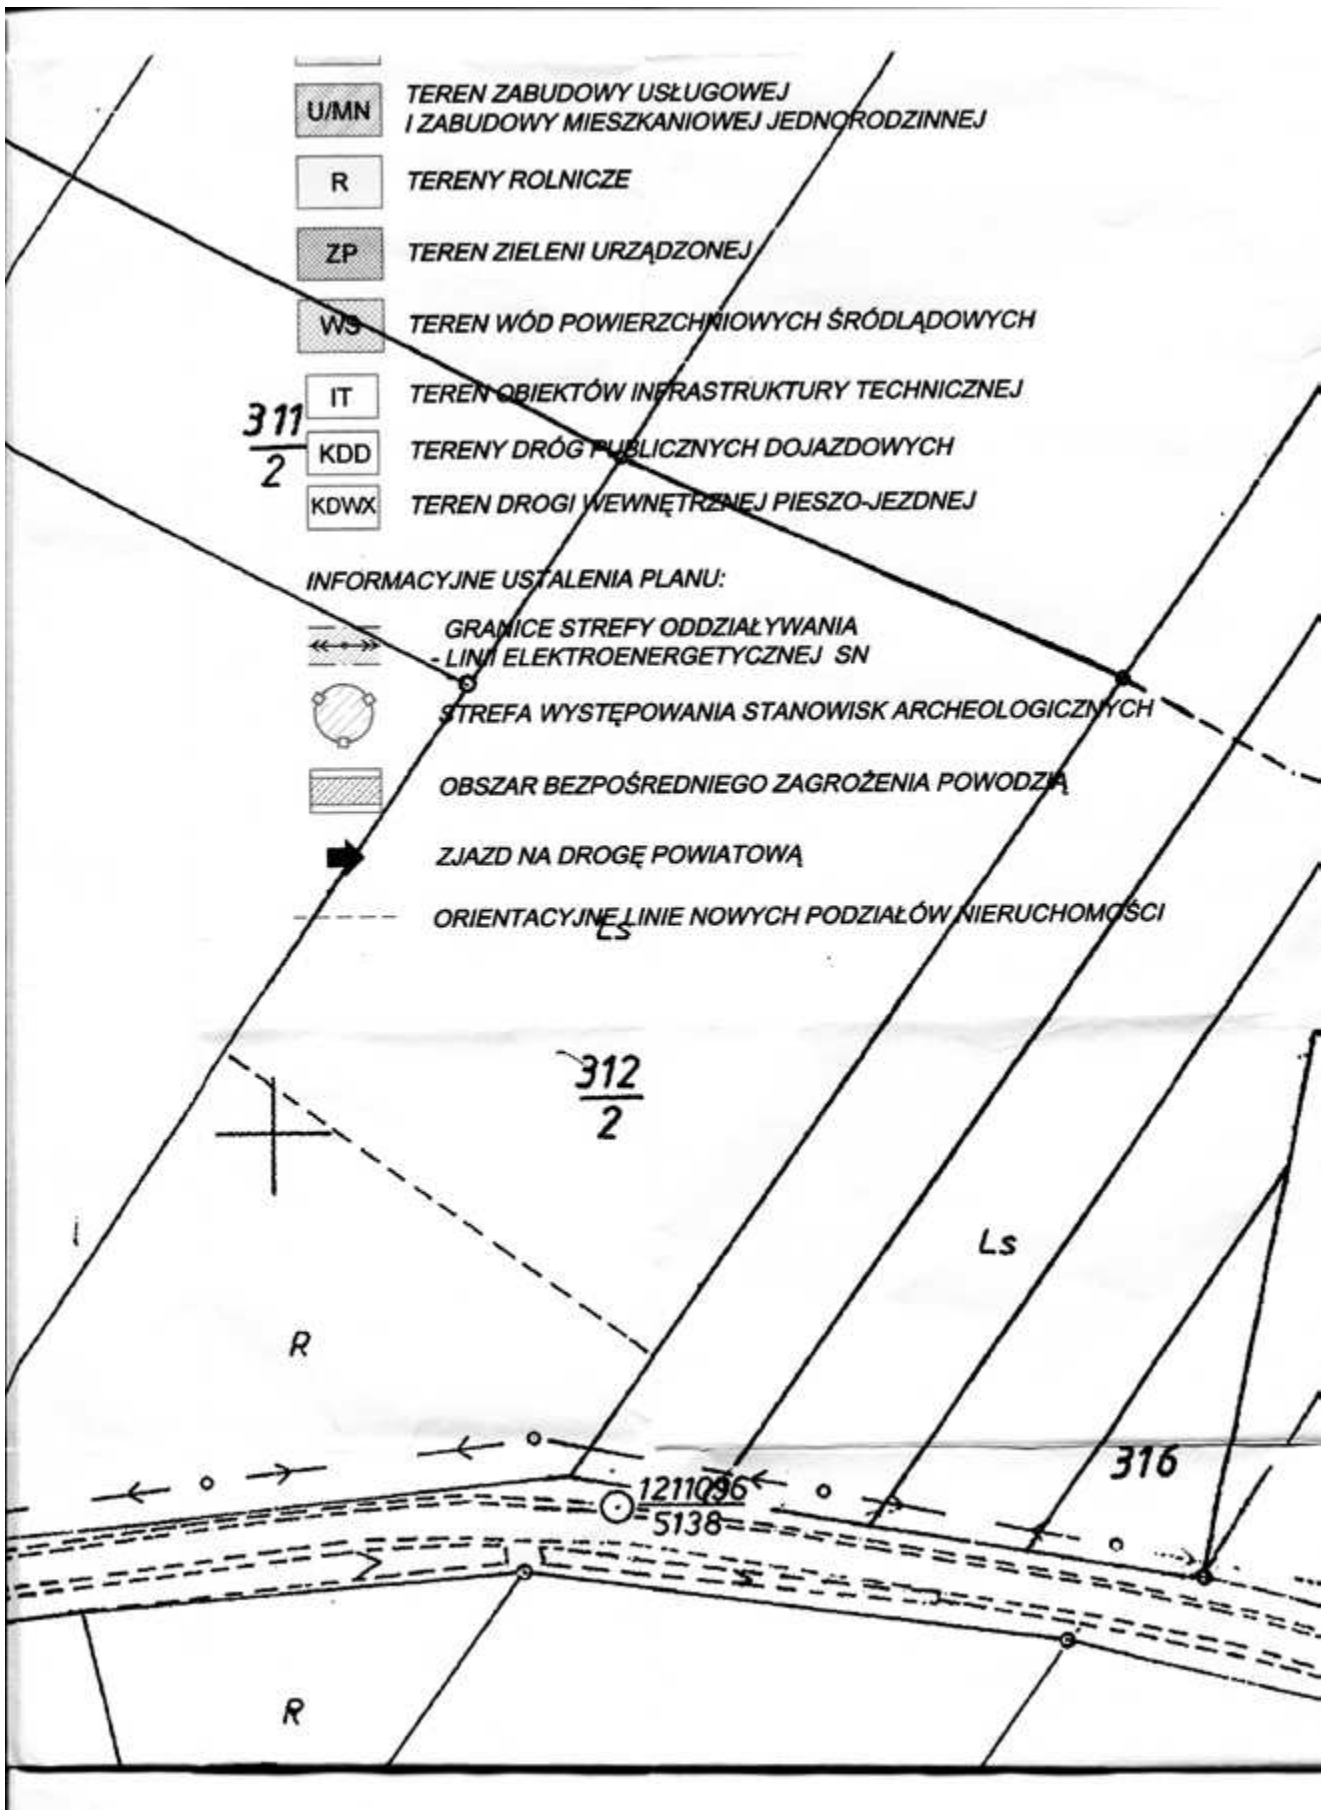 U/MN TEREN ZABUDOWY USŁUGOWEJ
I ZABUDOWY MIESZKANIOWEJ JEDNORODZINNEJ
R TERENY ROLNICZE
ZP TEREN ZIELENI URZĄDZONEJ
WS TEREN WÓD POWIERZCHNIOWYCH ŚRÓDLĄDOWYCH
IT TEREN OBIEKTÓW INFRASTRUKTURY TECHNICZNEJ
311
2
KDD TERENY DRÓG PUBLICZNYCH DOJAZDOWYCH
KDWX TEREN DROGI WEWNĘTRZNEJ PIESZO-JEZDNEJ
INFORMACYJNE USTALENIA PLANU:
GRANICE STREFY ODDZIAŁYWANIA
- LINII ELEKTROENERGETYCZNEJ SN
STREFA WYSTĘPOWANIA STANOWISK ARCHEOLOGICZNYCH
OBSZAR BEZPOŚREDNIEGO ZAGROŻENIA POWODZIĄ
ZJAZD NA DROGĘ POWIATOWĄ
ORIENTACYJNE LINIE NOWYCH PODZIAŁÓW NIERUCHOMOŚCI
Ls
312
2
Ls
R
316
1211096
5138
R